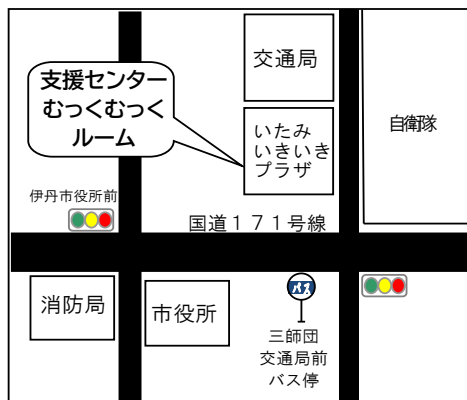 交通局
支援センター
むっくむっく
ルーム
いたみ
いきいき
プラザ
自衛隊
伊丹市役所前
国道１７１号線
消防局
市役所
バス
三師団
交通局前
バス停